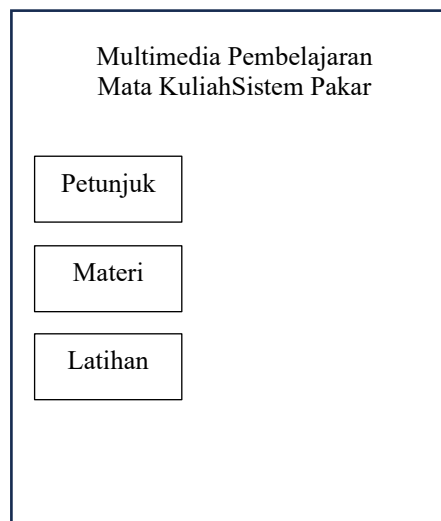 Multimedia Pembelajaran
Mata KuliahSistem Pakar
Petunjuk
Materi
Latihan